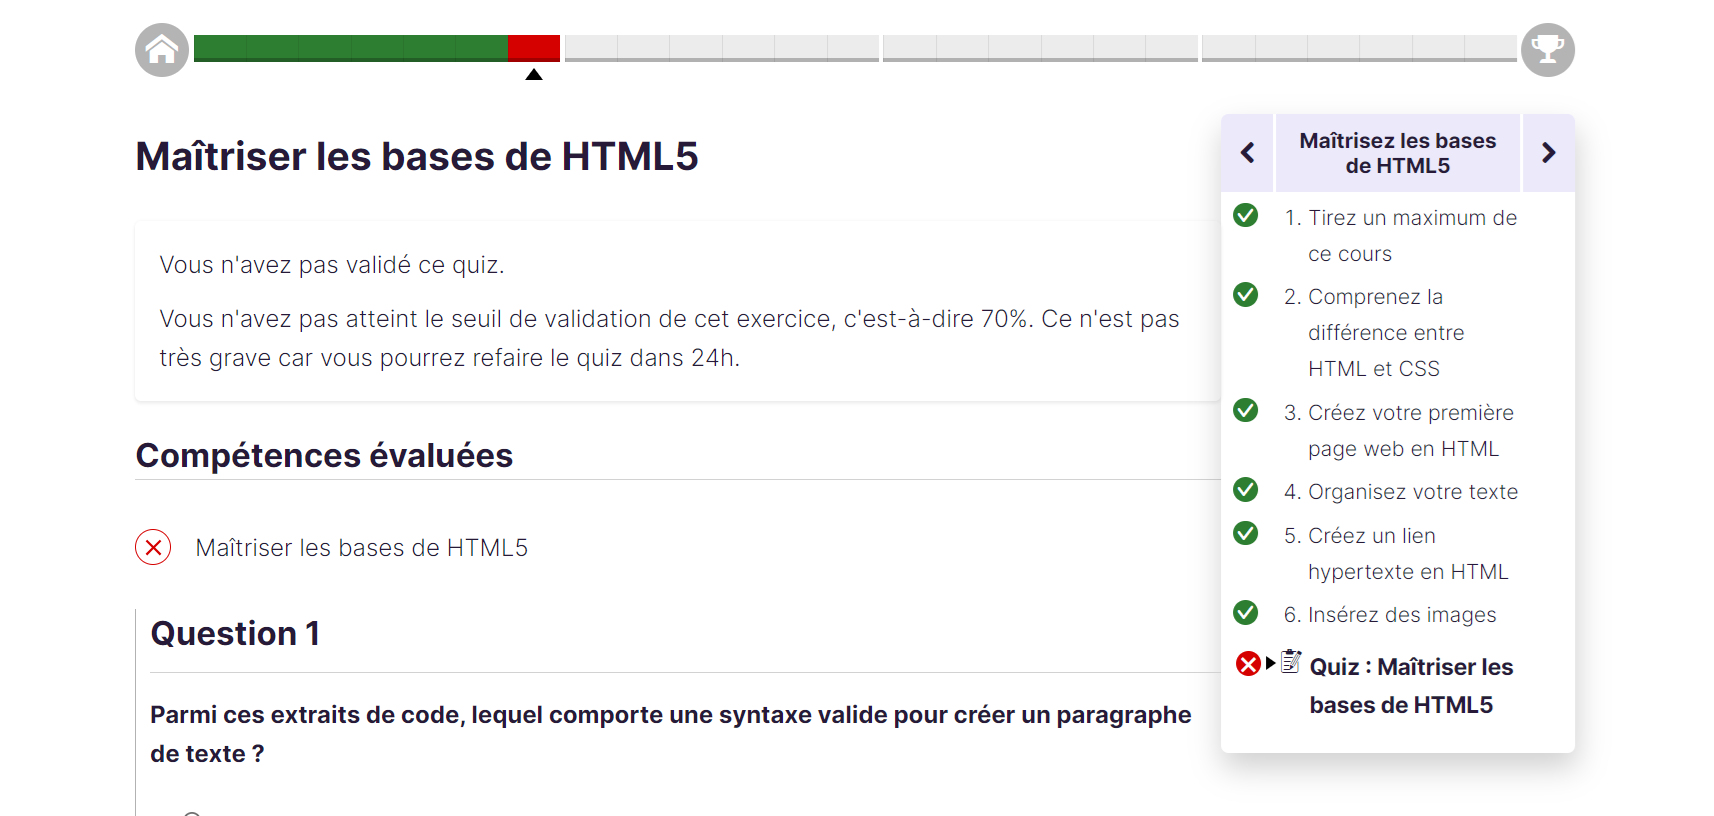 Maîtriser les bases de HTML5
Vous n'avez pas validé ce quiz.
Vous n'avez pas atteint le seuil de validation de cet exercice, c'est-à-dire 70%. Ce n'est pas
très grave car vous pourrez refaire le quiz dans 24h.
Compétences évaluées
Maîtriser les bases de HTML5
Question 1
Parmi ces extraits de code, lequel comporte une syntaxe valide pour créer un paragraphe
de texte ?
Maîtrisez les bases
de HTML5
1. Tirez un maximum de
ce cours
2. Comprenez la
différence entre
HTML et CSS
3. Créez votre première
page web en HTML
4. Organisez votre texte
5. Créez un lien
hypertexte en HTML
6. Insérez des images
Quiz : Maîtriser les
bases de HTML5